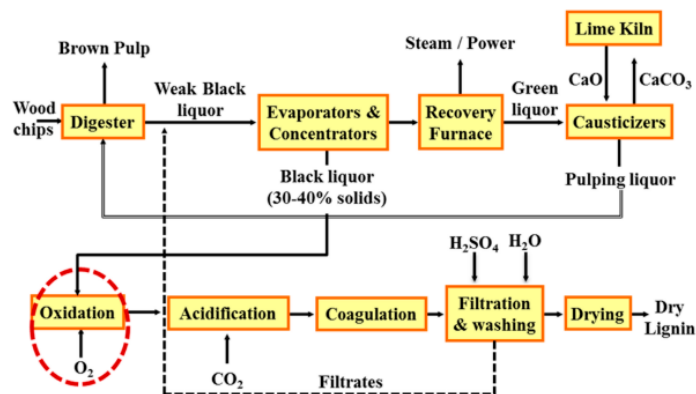 Brown Pulp
Steam / Power
Lime Kiln
Weak Black
liquor
Green
liquor
CaO
CaCO₃
Wood
chips
Digester
Evaporators &
Concentrators
Recovery
Furnace
Causticizers
Black liquor
(30-40% solids)
Pulping liquor
H₂SO₄
H₂O
Oxidation
Acidification
Coagulation
Filtration
& washing
Drying
Dry
Lignin
O₂
CO₂
Filtrates